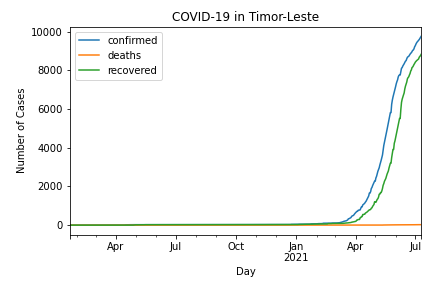 COVID-19 in Timor-Leste
10000
8000
6000
4000
2000
0
Number of Cases
confirmed
deaths
recovered
Apr
Jul
Oct
Jan
2021
Apr
Jul
Day